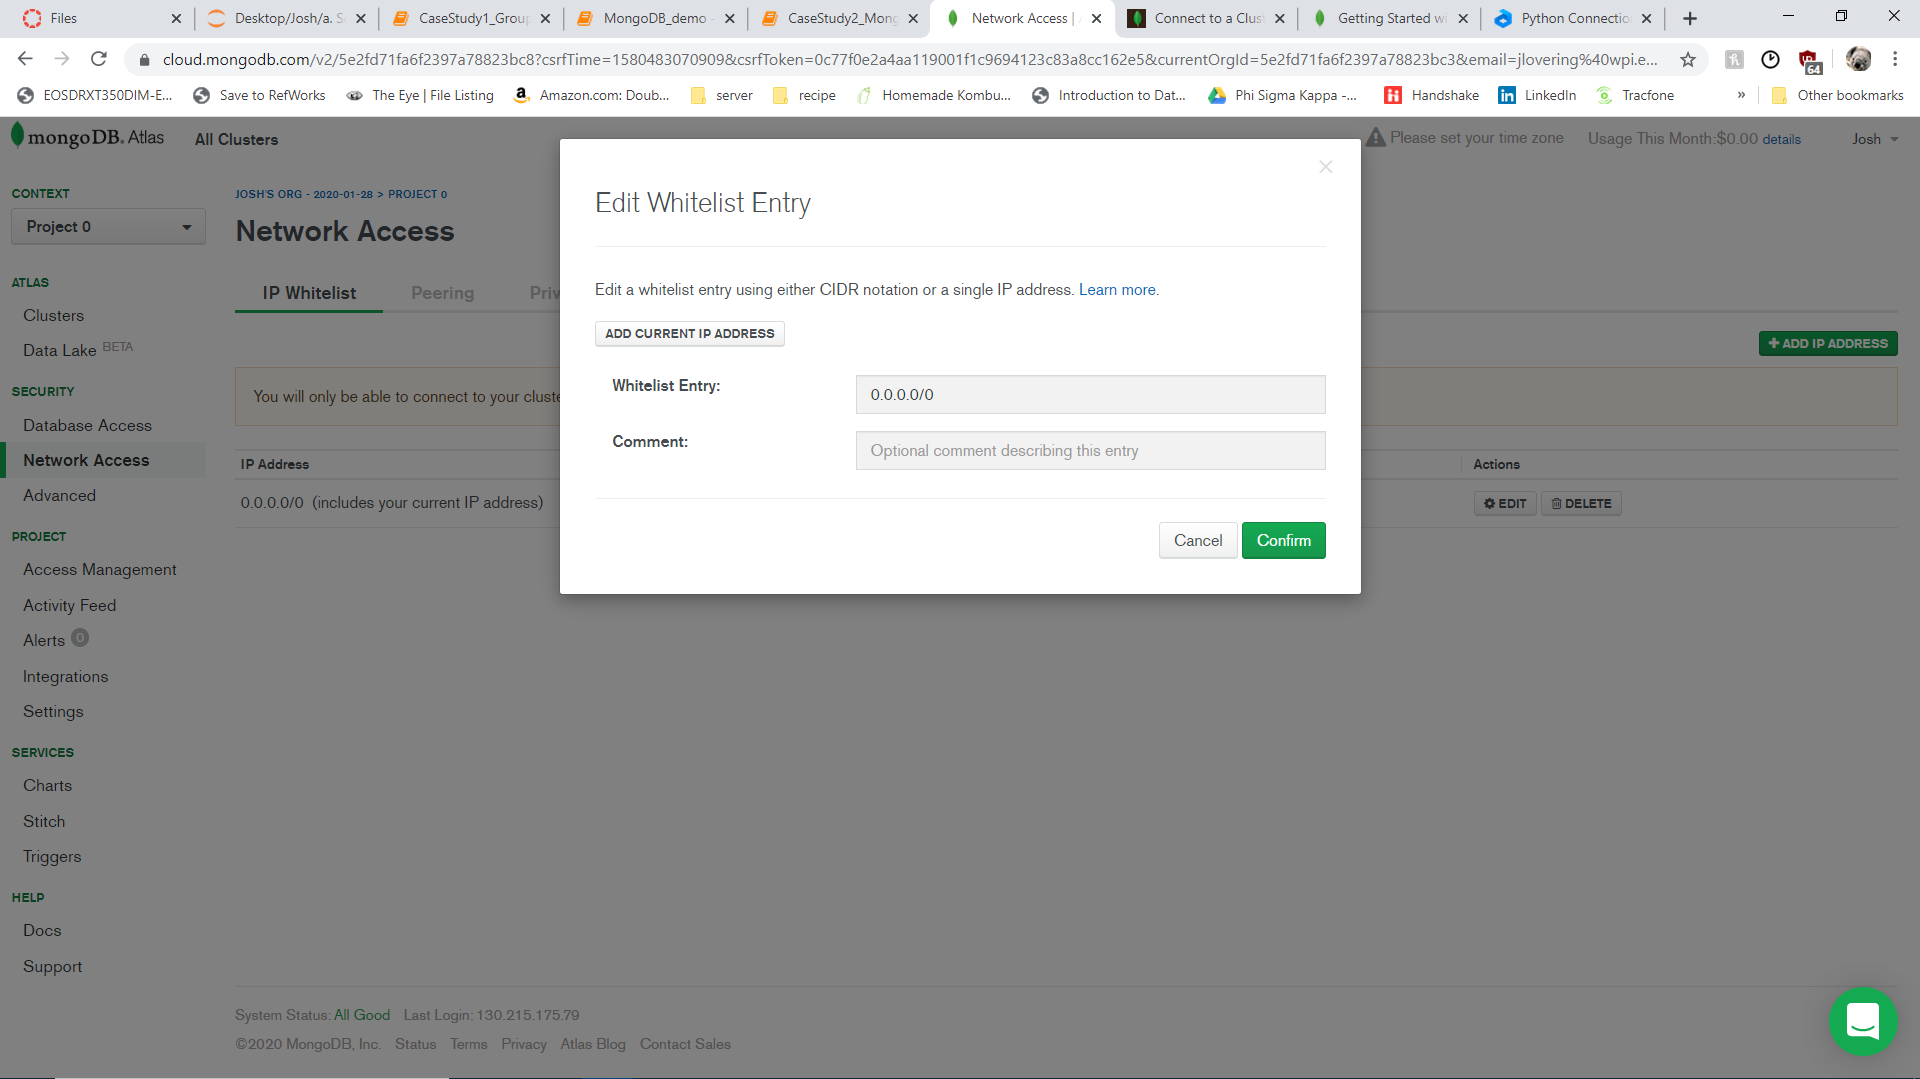 Files
Desktop/Josh/a. S
CaseStudy1_Group
MongoDB_demo -
CaseStudy2_Mong
Network Access |
Connect to a Clust
Getting Started wi
Python Connectio
cloud.mongodb.com/v2/5e2fd71fa6f2397a78823bc8?csrfTime=1580483070909&csrfToken=0c77f0e2a4aa119001f1c9694123c83a8cc162e5&currentOrgId=5e2fd71fa6f2397a78823bc3&email=jlovering%40wpi.e...
64
EOSDRXT350DIM-E...
Save to RefWorks
The Eye | File Listing
Amazon.com: Doub...
server
recipe
Homemade Kombu...
Introduction to Dat...
Phi Sigma Kappa -...
Handshake
LinkedIn
Tracfone
»
Other bookmarks
mongoDB. Atlas
All Clusters
Please set your time zone
Usage This Month:$0.00 details
Josh
CONTEXT
Project 0
ATLAS
Clusters
Data Lake BETA
SECURITY
Database Access
Network Access
Advanced
PROJECT
Access Management
Activity Feed
Alerts 0
Integrations
Settings
SERVICES
Charts
Stitch
Triggers
HELP
Docs
Support
JOSH'S ORG - 2020-01-28 > PROJECT 0
Network Access
IP Whitelist
Peering
Priv
+ ADD IP ADDRESS
You will only be able to connect to your cluste
IP Address
Actions
0.0.0.0/0 (includes your current IP address)
EDIT
DELETE
Edit Whitelist Entry
Edit a whitelist entry using either CIDR notation or a single IP address. Learn more.
ADD CURRENT IP ADDRESS
Whitelist Entry:
0.0.0.0/0
Comment:
Optional comment describing this entry
Cancel
Confirm
System Status: All Good Last Login: 130.215.175.79
©2020 MongoDB, Inc. Status Terms Privacy Atlas Blog Contact Sales